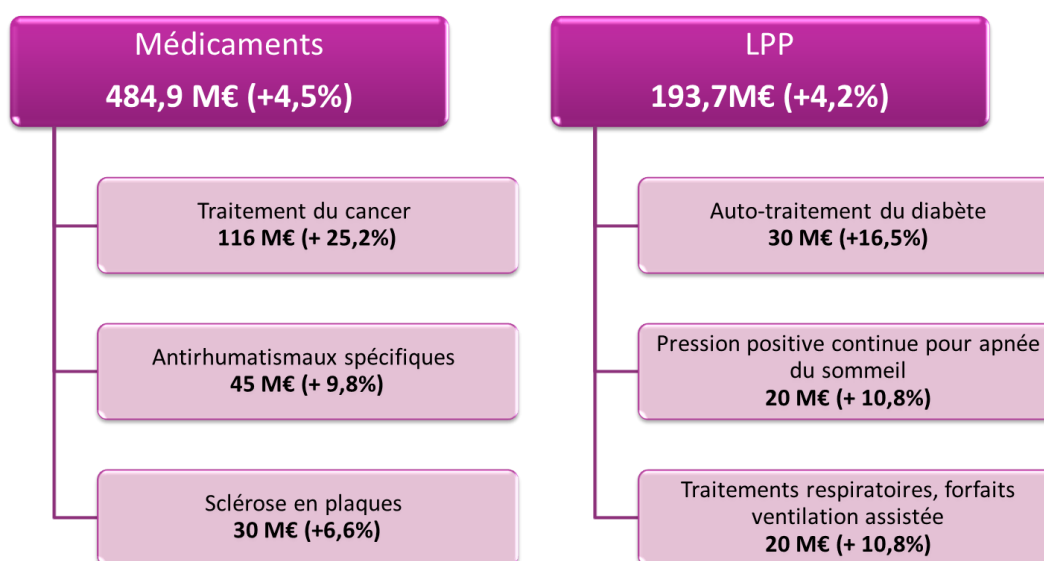 Médicaments
484,9 M€ (+4,5%)
Traitement du cancer
116 M€ (+ 25,2%)
Antirhumatismaux spécifiques
45 M€ (+ 9,8%)
Sclérose en plaques
30 M€ (+6,6%)
LPP
193,7M€ (+4,2%)
Auto-traitement du diabète
30 M€ (+16,5%)
Pression positive continue pour apnée
du sommeil
20 M€ (+ 10,8%)
Traitements respiratoires, forfaits
ventilation assistée
20 M€ (+ 10,8%)